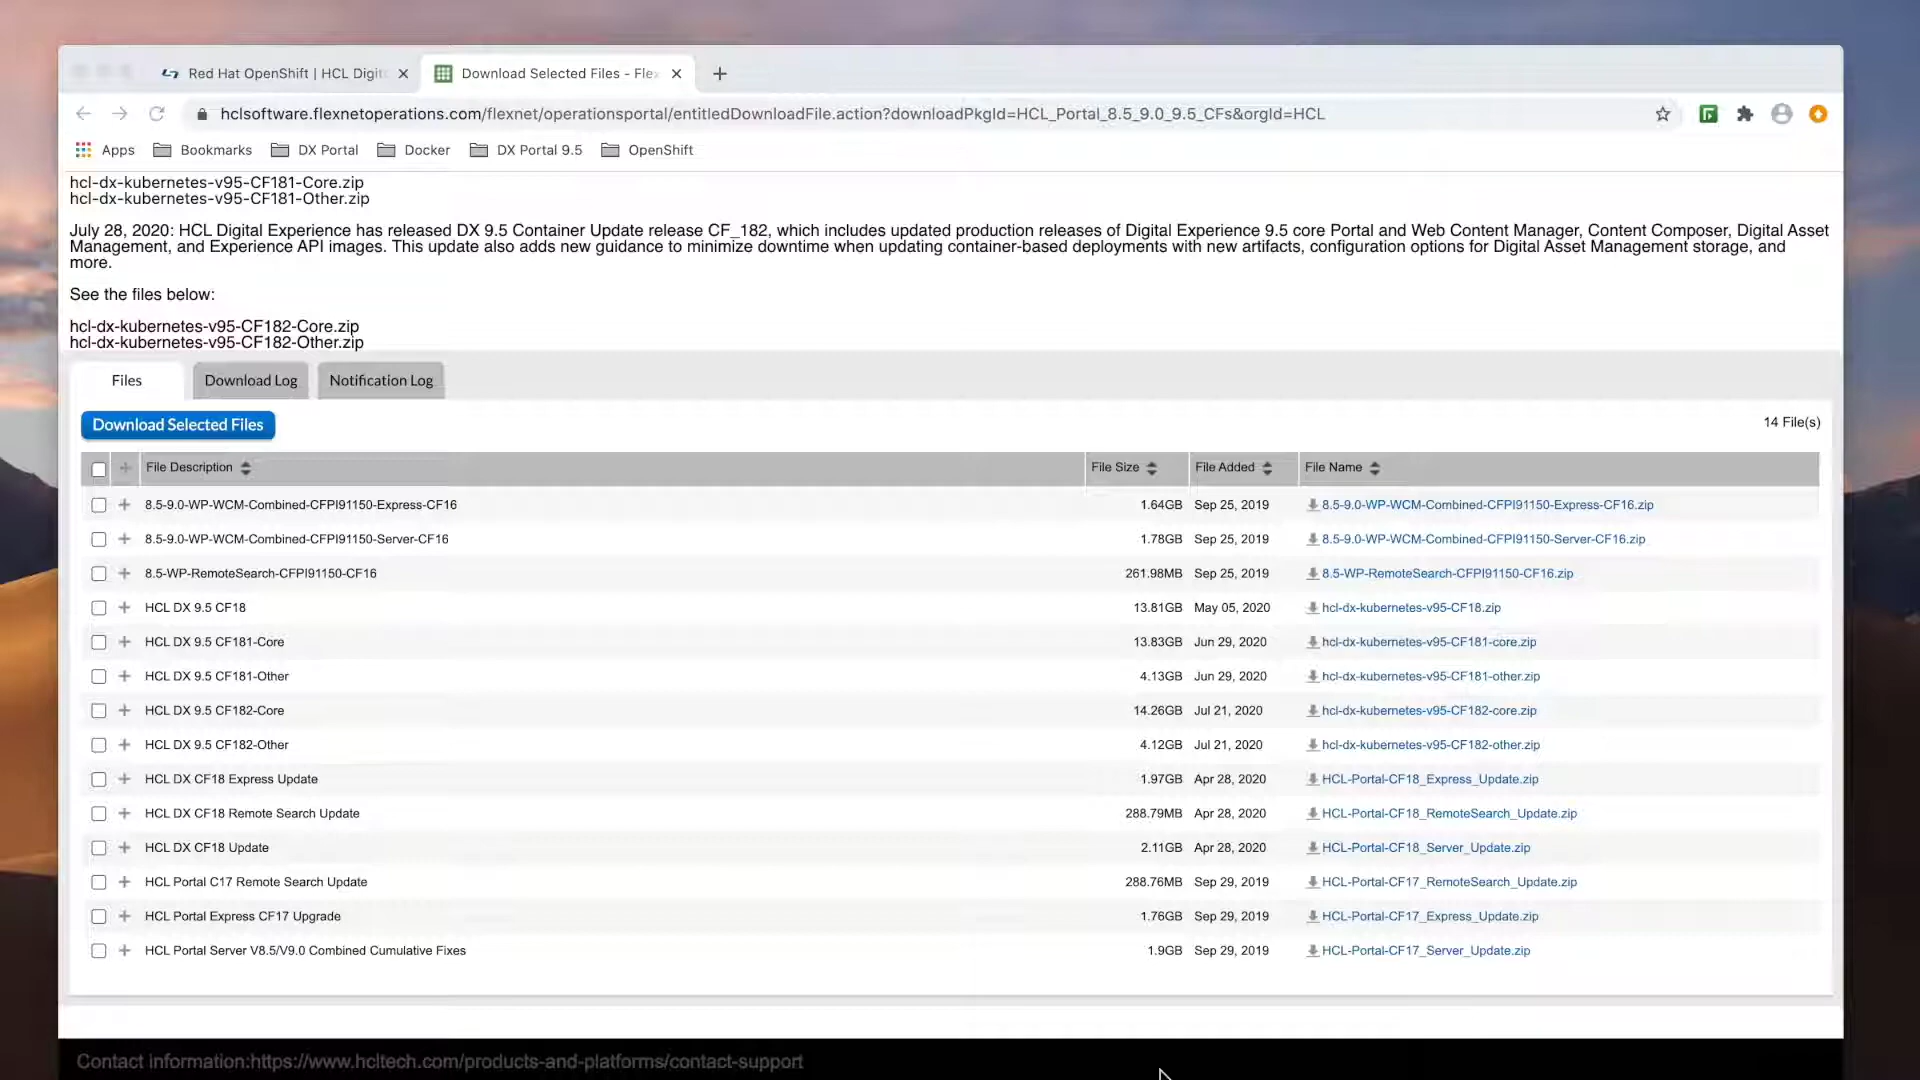 Red Hat OpenShift | HCL Digit
Download Selected Files - Flex
hclsoftware.flexnetoperations.com/flexnet/operationsportal/entitledDownloadFile.action?downloadPkgId=HCL_Portal_8.5_9.0_9.5_CFs&orgId=HCL
Apps Bookmarks DX Portal Docker DX Portal 9.5 OpenShift
hcl-dx-kubernetes-v95-CF181-Core.zip
hcl-dx-kubernetes-v95-CF181-Other.zip
July 28, 2020: HCL Digital Experience has released DX 9.5 Container Update release CF_182, which includes updated production releases of Digital Experience 9.5 core Portal and Web Content Manager, Content Composer, Digital Asset
Management, and Experience API images. This update also adds new guidance to minimize downtime when updating container-based deployments with new artifacts, configuration options for Digital Asset Management storage, and
more.
See the files below:
hcl-dx-kubernetes-v95-CF182-Core.zip
hcl-dx-kubernetes-v95-CF182-Other.zip
Files Download Log Notification Log
Download Selected Files 14 File(s)
File Description File Size File Added File Name
8.5-9.0-WP-WCM-Combined-CFPI91150-Express-CF16 1.64GB Sep 25, 2019 8.5-9.0-WP-WCM-Combined-CFPI91150-Express-CF16.zip
8.5-9.0-WP-WCM-Combined-CFPI91150-Server-CF16 1.78GB Sep 25, 2019 8.5-9.0-WP-WCM-Combined-CFPI91150-Server-CF16.zip
8.5-WP-RemoteSearch-CFPI91150-CF16 261.98MB Sep 25, 2019 8.5-WP-RemoteSearch-CFPI91150-CF16.zip
HCL DX 9.5 CF18 13.81GB May 05, 2020 hcl-dx-kubernetes-v95-CF18.zip
HCL DX 9.5 CF181-Core 13.83GB Jun 29, 2020 hcl-dx-kubernetes-v95-CF181-core.zip
HCL DX 9.5 CF181-Other 4.13GB Jun 29, 2020 hcl-dx-kubernetes-v95-CF181-other.zip
HCL DX 9.5 CF182-Core 14.26GB Jul 21, 2020 hcl-dx-kubernetes-v95-CF182-core.zip
HCL DX 9.5 CF182-Other 4.12GB Jul 21, 2020 hcl-dx-kubernetes-v95-CF182-other.zip
HCL DX CF18 Express Update 1.97GB Apr 28, 2020 HCL-Portal-CF18_Express_Update.zip
HCL DX CF18 Remote Search Update 288.79MB Apr 28, 2020 HCL-Portal-CF18_RemoteSearch_Update.zip
HCL DX CF18 Update 2.11GB Apr 28, 2020 HCL-Portal-CF18_Server_Update.zip
HCL Portal C17 Remote Search Update 288.76MB Sep 29, 2019 HCL-Portal-CF17_RemoteSearch_Update.zip
HCL Portal Express CF17 Upgrade 1.76GB Sep 29, 2019 HCL-Portal-CF17_Express_Update.zip
HCL Portal Server V8.5/V9.0 Combined Cumulative Fixes 1.9GB Sep 29, 2019 HCL-Portal-CF17_Server_Update.zip
Contact information:https://www.hcltech.com/products-and-platforms/contact-support